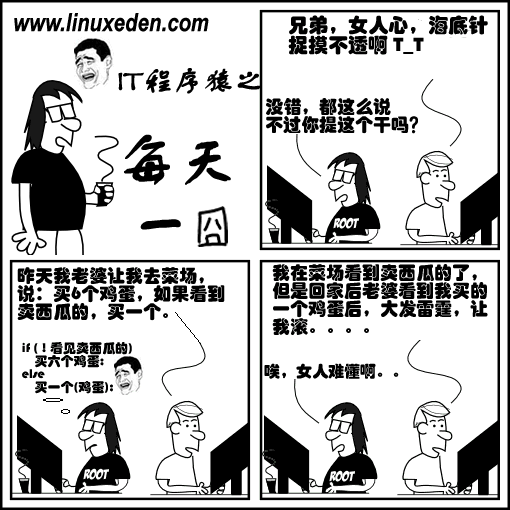 www.linuxeden.com
IT程序猿之
每天
一囧
兄弟，女人心，海底针
捉摸不透啊 T_T
没错，都这么说
不过你提这个干吗？
ROOT
昨天我老婆让我去菜场，
说：买6个鸡蛋，如果看到
卖西瓜的，买一个。
if (！看见卖西瓜的)
买六个鸡蛋;
else
买一个(鸡蛋);
ROOT
我在菜场看到卖西瓜的了，
但是回家后老婆看到我买的
一个鸡蛋后，大发雷霆，让
我滚。。。。
唉，女人难懂啊。。
ROOT